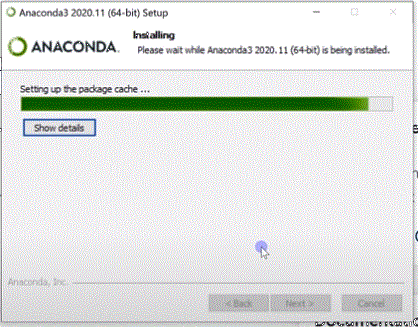 Anaconda3 2020.11 (64-bit) Setup
ANACONDA.
Installing
Please wait while Anaconda3 2020.11 (64-bit) is being installed.
Setting up the package cache ...
Show details
Anaconda, Inc.
< Back
Next >
Cancel